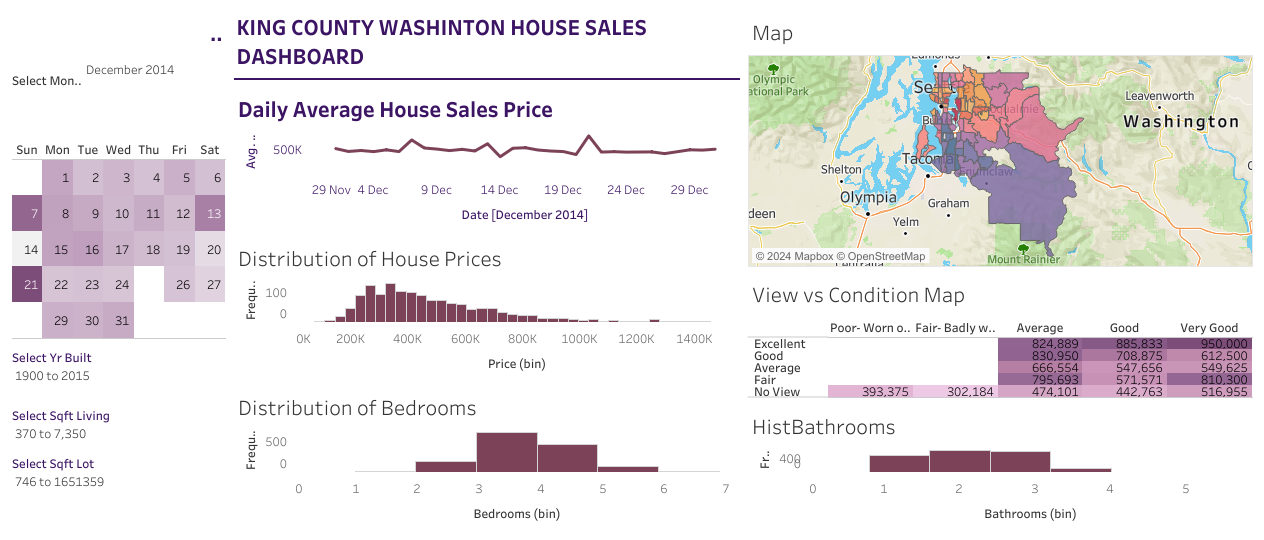 ..
Select Mon..
December 2014
Sun Mon Tue Wed Thu Fri Sat
1 2 3 4 5 6
7 8 9 10 11 12 13
14 15 16 17 18 19 20
21 22 23 24 26 27
29 30 31
Select Yr Built
1900 to 2015
Select Sqft Living
370 to 7,350
Select Sqft Lot
746 to 1651359
KING COUNTY WASHINTON HOUSE SALES
DASHBOARD
Daily Average House Sales Price
Avg. ..
500K
29 Nov 4 Dec 9 Dec 14 Dec 19 Dec 24 Dec 29 Dec
Date [December 2014]
Distribution of House Prices
Frequ..
100
0
0K 200K 400K 600K 800K 1000K 1200K 1400K
Price (bin)
Distribution of Bedrooms
Frequ..
500
0
0 1 2 3 4 5 6 7
Bedrooms (bin)
Map
Edmonds
Olympic
National Park
Leavenworth
Washington
Shelton
Tacoma
Enumclaw
Olympia
Graham
Yelm
Mount Rainier
© 2024 Mapbox © OpenStreetMap
View vs Condition Map
Poor- Worn o.. Fair- Badly w.. Average Good Very Good
Excellent 824,889 885,833 950,000
Good 830,950 708,875 612,500
Average 666,554 547,656 549,625
Fair 795,693 571,571 810,300
No View 393,375 302,184 474,101 442,763 516,955
HistBathrooms
Fr..
400
0
0 1 2 3 4 5
Bathrooms (bin)